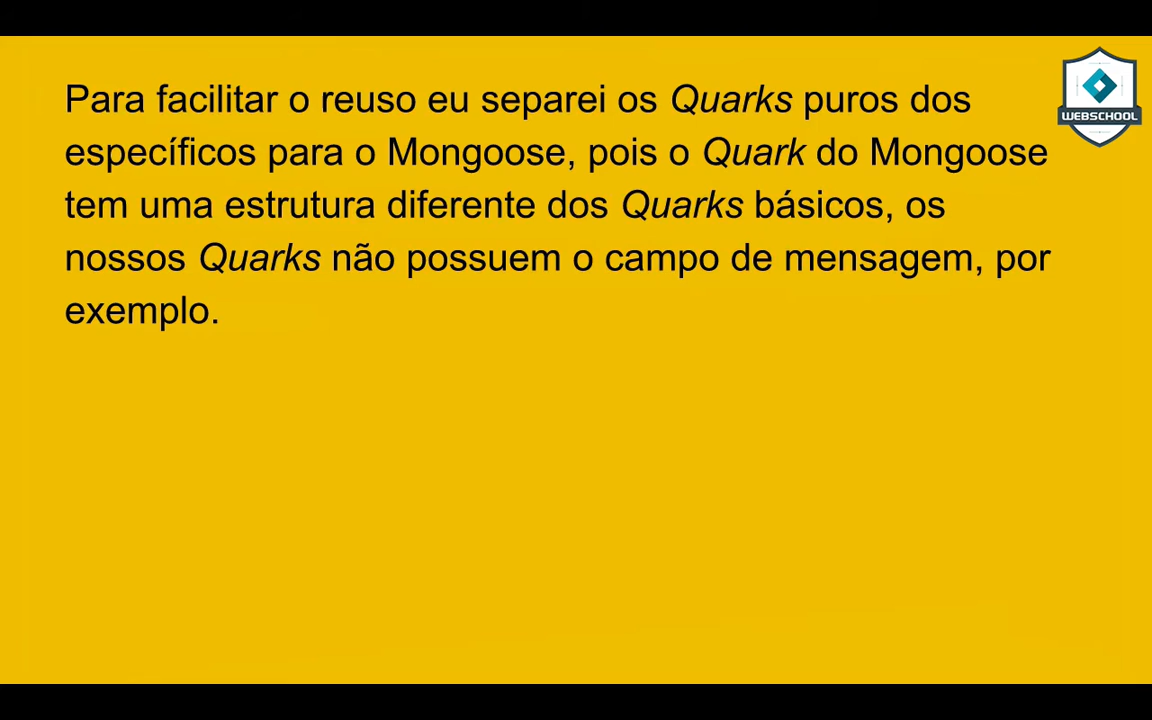 Para facilitar o reuso eu separei os Quarks puros dos
específicos para o Mongoose, pois o Quark do Mongoose
tem uma estrutura diferente dos Quarks básicos, os
nossos Quarks não possuem o campo de mensagem, por
exemplo.
WEBSCHOOL